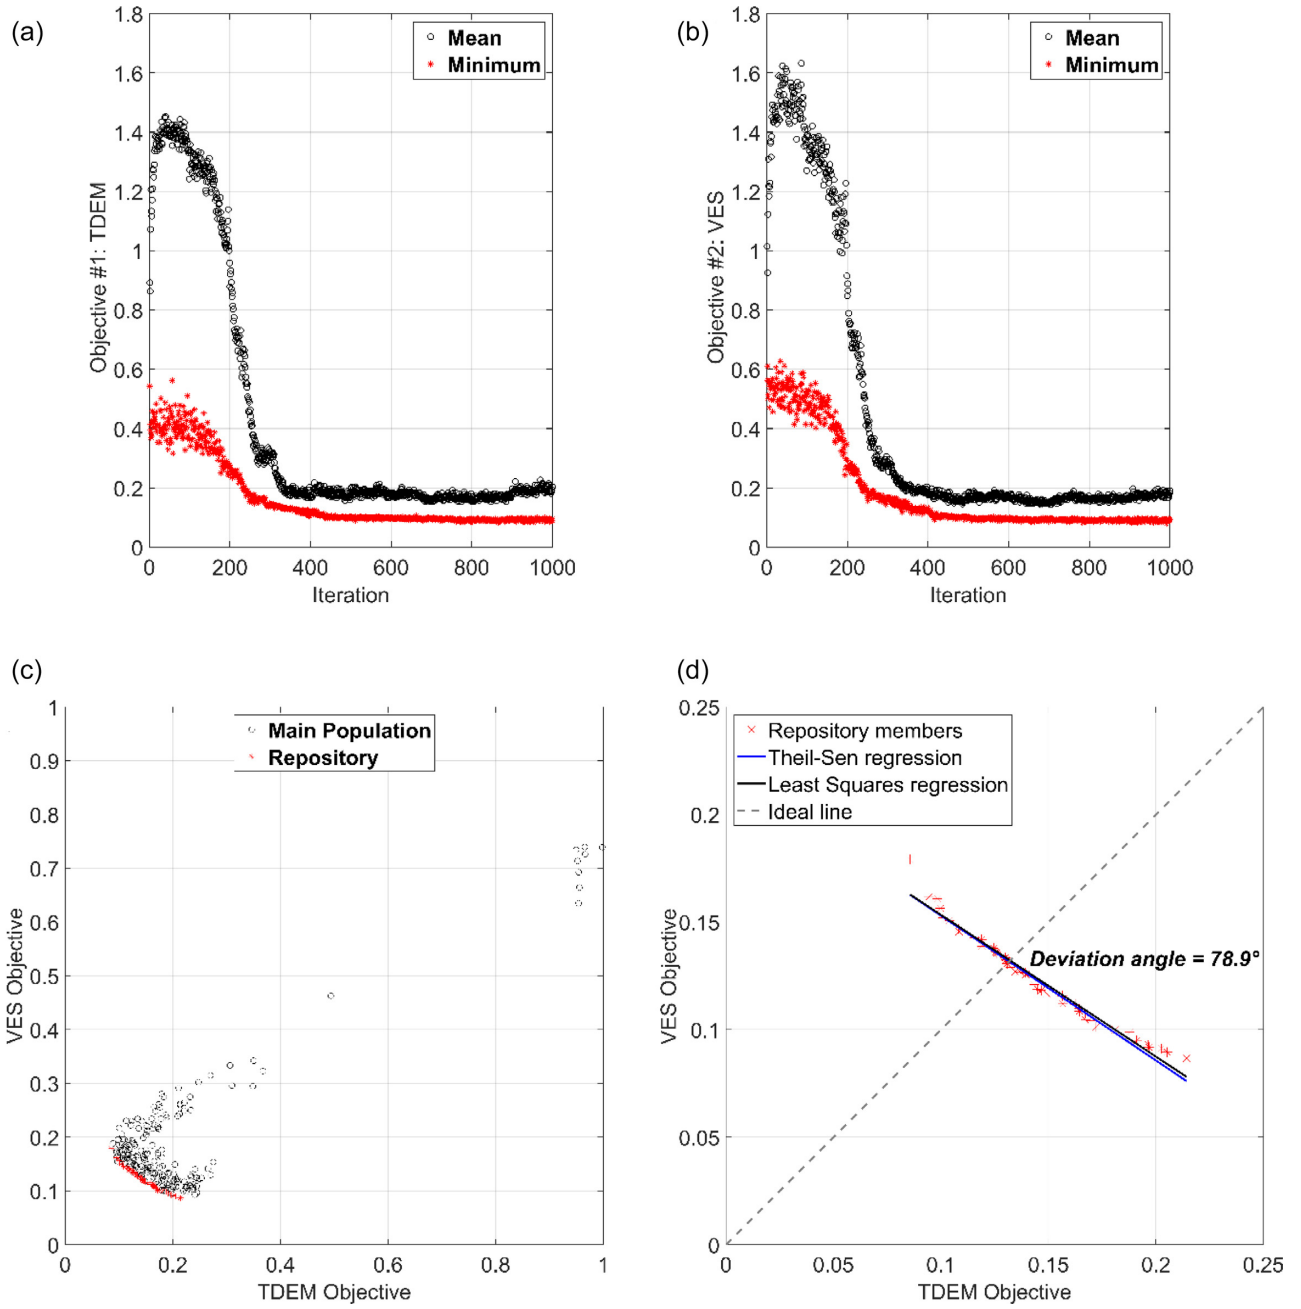 (a)
1.8
1.6
1.4
1.2
1
0.8
0.6
0.4
0.2
0
Objective #1: TDEM
Mean
Minimum
0 200 400 600 800 1000
Iteration
(b)
1.8
1.6
1.4
1.2
1
0.8
0.6
0.4
0.2
0
Objective #2: VES
Mean
Minimum
0 200 400 600 800 1000
Iteration
(c)
1
0.9
0.8
0.7
0.6
0.5
0.4
0.3
0.2
0.1
0
VES Objective
Main Population
Repository
0 0.2 0.4 0.6 0.8 1
TDEM Objective
(d)
0.25
0.2
0.15
0.1
0.05
0
VES Objective
Repository members
Theil-Sen regression
Least Squares regression
Ideal line
Deviation angle = 78.9°
0 0.05 0.1 0.15 0.2 0.25
TDEM Objective